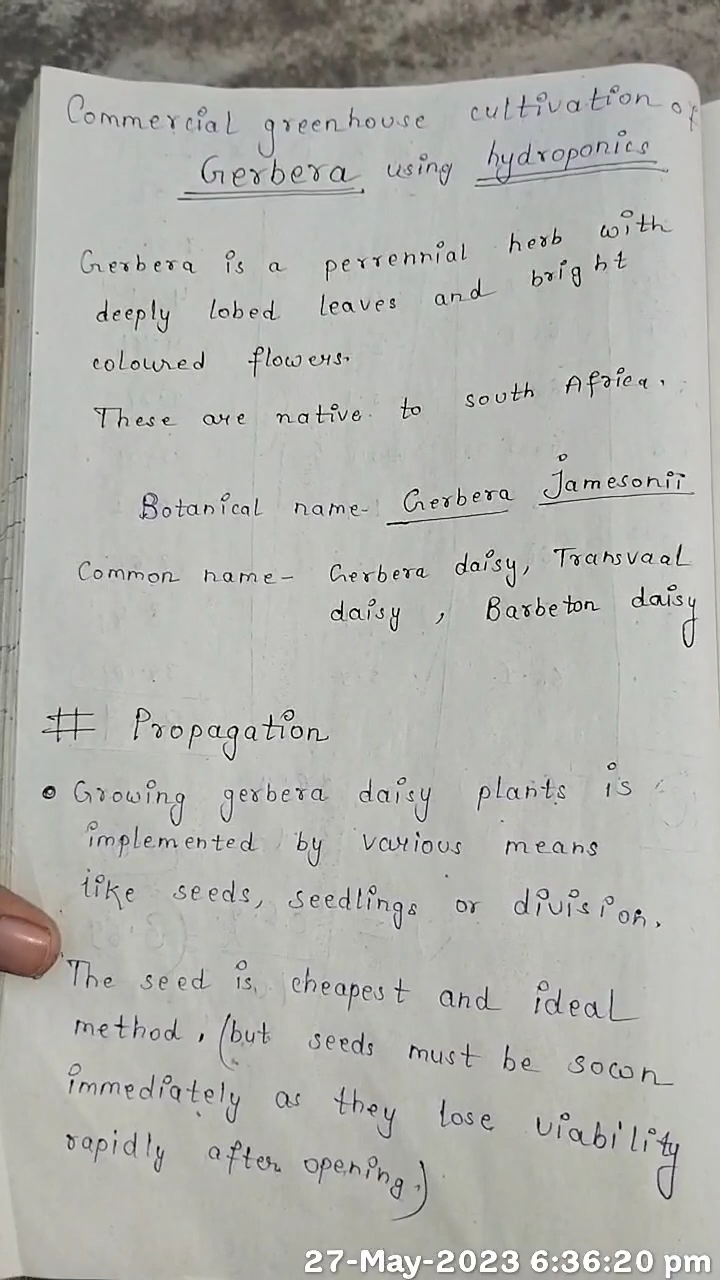 Commercial greenhouse cultivation of
Gerbera using hydroponics
Gerbera is a perrennial herb with
deeply lobed leaves and bright
coloured flowers.
These are native to south Africa.
Botanical name- Gerbera Jamesonii
Common name- Gerbera daisy, Transvaal
daisy, Barbeton daisy
# Propagation
• Growing gerbera daisy plants is
implemented by various means
like seeds, seedlings or division.
The seed is cheapest and ideal
method, (but seeds must be sown
immediately as they lose viability
rapidly after opening.)
27-May-2023 6:36:20 pm